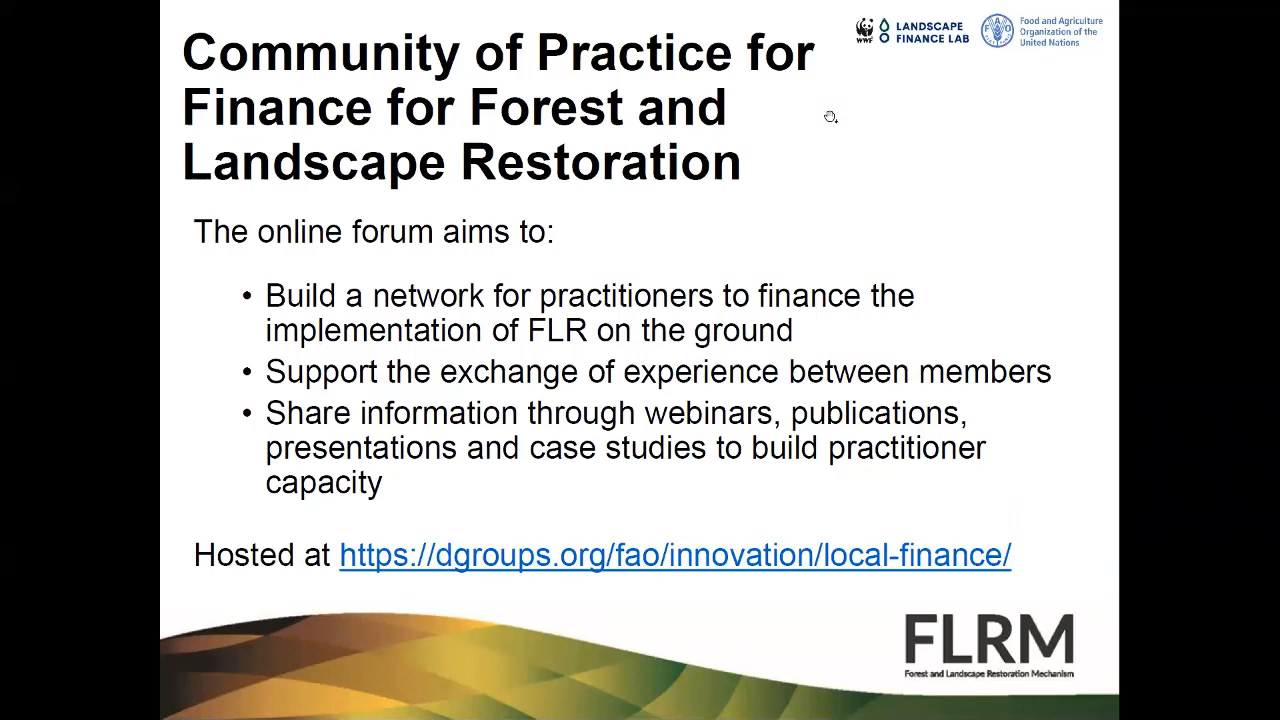 Community of Practice for
Finance for Forest and
Landscape Restoration
WWF
LANDSCAPE
FINANCE LAB
FAO
Food and Agriculture
Organization of the
United Nations
The online forum aims to:
• Build a network for practitioners to finance the
implementation of FLR on the ground
• Support the exchange of experience between members
• Share information through webinars, publications,
presentations and case studies to build practitioner
capacity
Hosted at https://dgroups.org/fao/innovation/local-finance/
FLRM
Forest and Landscape Restoration Mechanism